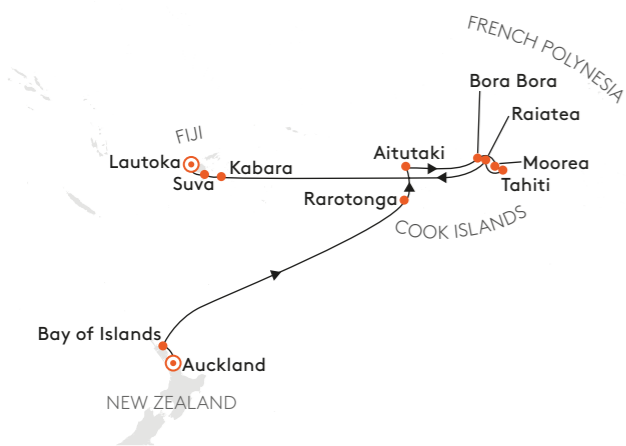 FRENCH POLYNESIA
Bora Bora
Raiatea
FIJI
Aitutaki
Lautoka
Kabara
Moorea
Suva
Tahiti
Rarotonga
COOK ISLANDS
Bay of Islands
Auckland
NEW ZEALAND